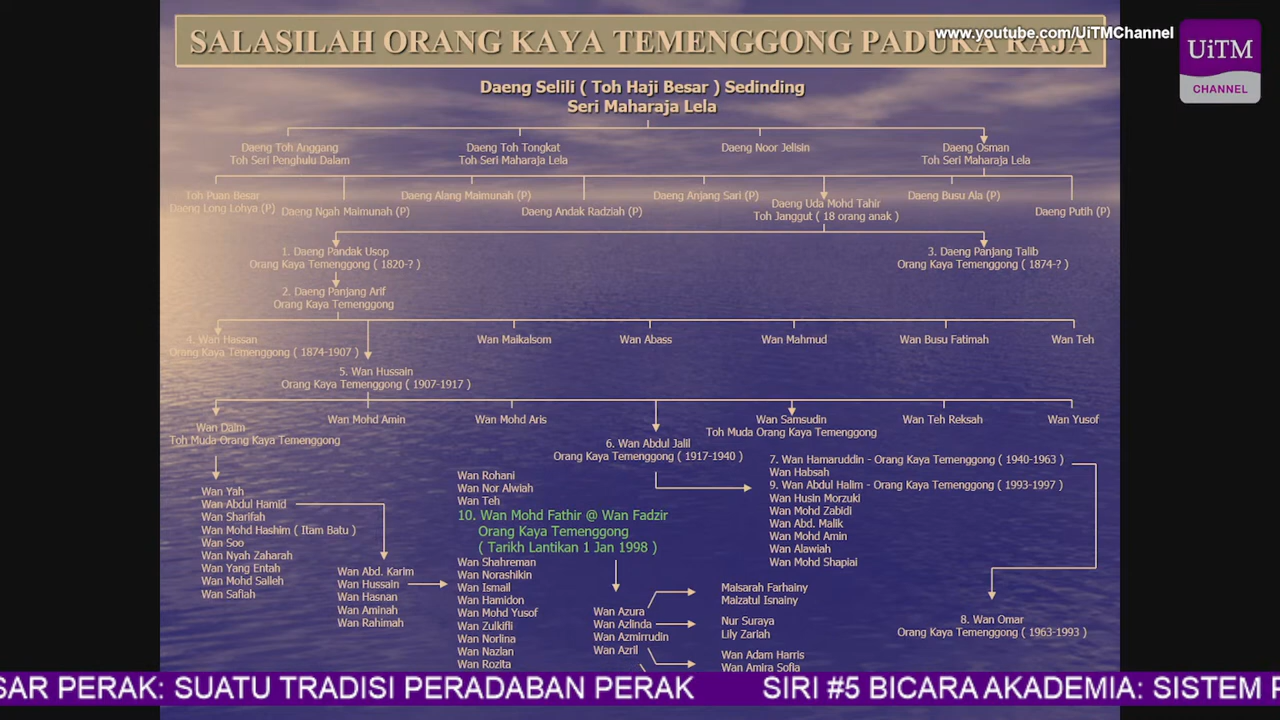 SALASILAH ORANG KAYA TEMENGGONG PADUKA RAJA
www.youtube.com/UiTMChannel
UiTM
CHANNEL
Daeng Selili ( Toh Haji Besar ) Sedinding
Seri Maharaja Lela
Daeng Toh Anggang
Toh Seri Penghulu Dalam
Daeng Toh Tongkat
Toh Seri Maharaja Lela
Daeng Noor Jelisin
Daeng Osman
Toh Seri Maharaja Lela
Toh Puan Besar
Daeng Long Lohya (P)
Daeng Ngah Maimunah (P)
Daeng Alang Maimunah (P)
Daeng Andak Radziah (P)
Daeng Anjang Sari (P)
Daeng Uda Mohd Tahir
Toh Janggut ( 18 orang anak )
Daeng Busu Ala (P)
Daeng Putih (P)
1. Daeng Pandak Usop
Orang Kaya Temenggong ( 1820-? )
3. Daeng Panjang Talib
Orang Kaya Temenggong ( 1874-? )
2. Daeng Panjang Arif
Orang Kaya Temenggong
4. Wan Hassan
Orang Kaya Temenggong ( 1874-1907 )
5. Wan Hussain
Orang Kaya Temenggong ( 1907-1917 )
Wan Maikalsom
Wan Abass
Wan Mahmud
Wan Busu Fatimah
Wan Teh
Wan Daim
Toh Muda Orang Kaya Temenggong
Wan Mohd Amin
Wan Mohd Aris
6. Wan Abdul Jalil
Orang Kaya Temenggong ( 1917-1940 )
Wan Samsudin
Toh Muda Orang Kaya Temenggong
Wan Teh Reksah
Wan Yusof
7. Wan Hamaruddin - Orang Kaya Temenggong ( 1940-1963 )
Wan Habsah
9. Wan Abdul Halim - Orang Kaya Temenggong ( 1993-1997 )
Wan Husin Morzuki
Wan Mohd Zabidi
Wan Abd. Malik
Wan Mohd Amin
Wan Alawiah
Wan Mohd Shapiai
Wan Yah
Wan Abdul Hamid
Wan Sharifah
Wan Mohd Hashim ( Itam Batu )
Wan Soo
Wan Nyah Zaharah
Wan Yang Entah
Wan Mohd Salleh
Wan Safiah
Wan Abd. Karim
Wan Hussain
Wan Hasnan
Wan Aminah
Wan Rahimah
Wan Rohani
Wan Nor Alwiah
Wan Teh
10. Wan Mohd Fathir @ Wan Fadzir
Orang Kaya Temenggong
( Tarikh Lantikan 1 Jan 1998 )
Wan Shahreman
Wan Norashikin
Wan Ismail
Wan Hamidon
Wan Mohd Yusof
Wan Zulkifli
Wan Norlina
Wan Nazlan
Wan Rozita
Wan Azura
Wan Azlinda
Wan Azmirrudin
Wan Azril
Maisarah Farhainy
Maizatul Isnainy
Nur Suraya
Lily Zariah
Wan Adam Harris
Wan Amira Sofia
8. Wan Omar
Orang Kaya Temenggong ( 1963-1993 )
SAR PERAK: SUATU TRADISI PERADABAN PERAK SIRI #5 BICARA AKADEMIA: SISTEM